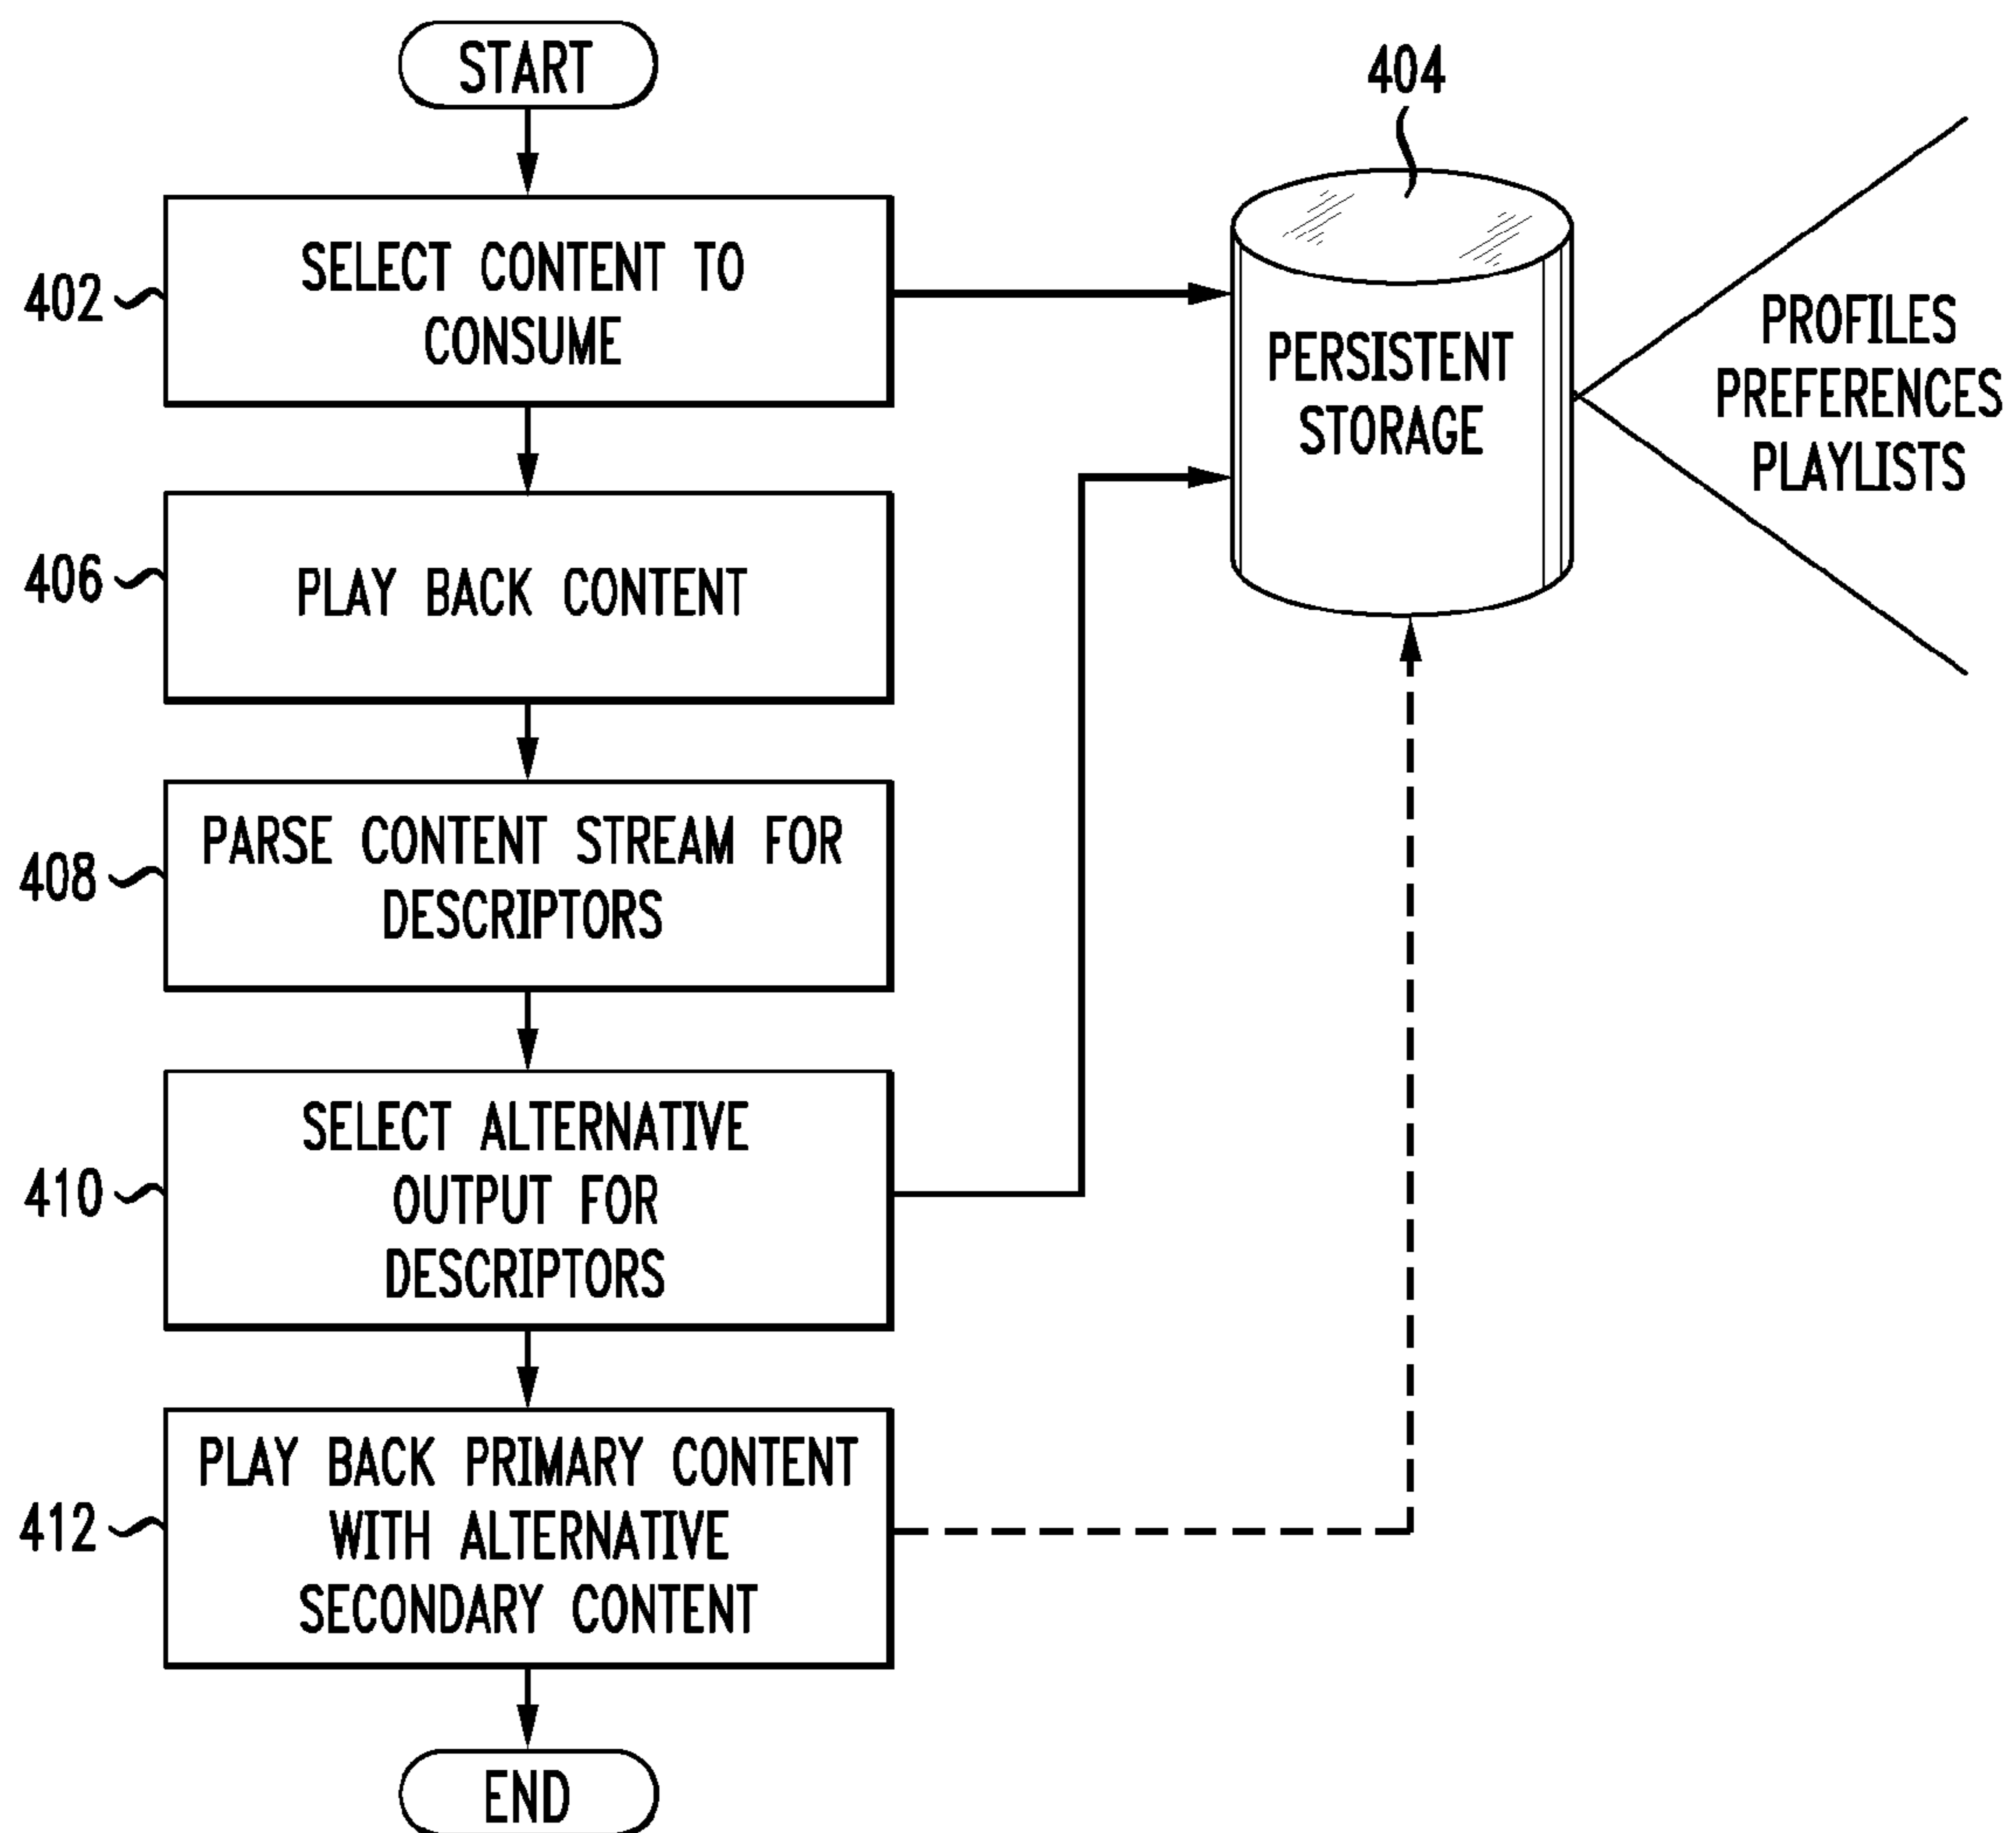 START
404
402
SELECT CONTENT TO
CONSUME
PERSISTENT
STORAGE
PROFILES
PREFERENCES
PLAYLISTS
406
PLAY BACK CONTENT
408
PARSE CONTENT STREAM FOR
DESCRIPTORS
410
SELECT ALTERNATIVE
OUTPUT FOR
DESCRIPTORS
412
PLAY BACK PRIMARY CONTENT
WITH ALTERNATIVE
SECONDARY CONTENT
END